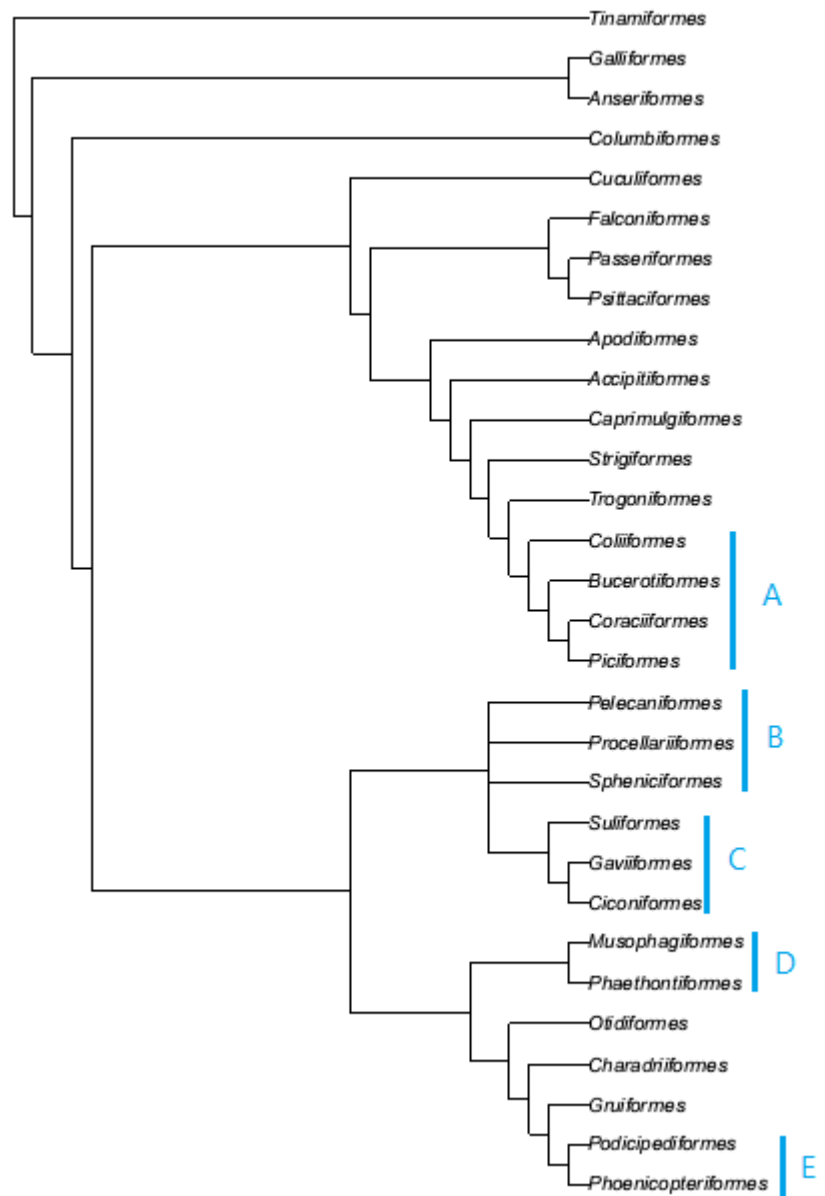 Tinamiformes
Galliformes
Anseriformes
Columbiformes
Cuculiformes
Falconiformes
Passeriformes
Psittaciformes
Apodiformes
Accipitiformes
Caprimulgiformes
Strigiformes
Trogoniformes
Coliiformes
Bucerotiformes
A
Coraciiformes
Piciformes
Pelecaniformes
B
Procellariiformes
Spheniciformes
Suliformes
C
Gaviiformes
Ciconiformes
Musophagiformes
D
Phaethontiformes
Otidiformes
Charadriiformes
Gruiformes
Podicipediformes
E
Phoenicopteriformes